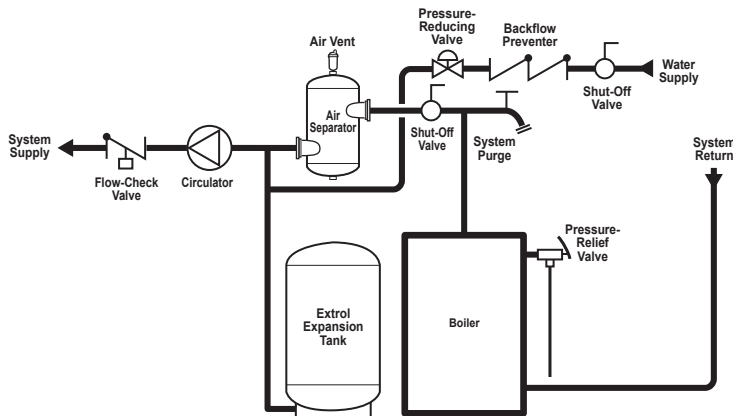 Pressure-
Reducing
Valve
Backflow
Preventer
Air Vent
Water
Supply
Shut-Off
Valve
Air
Separator
System
Supply
Shut-Off
Valve
System
Purge
System
Return
Flow-Check
Valve
Circulator
Pressure-
Relief
Valve
Extrol
Expansion
Tank
Boiler